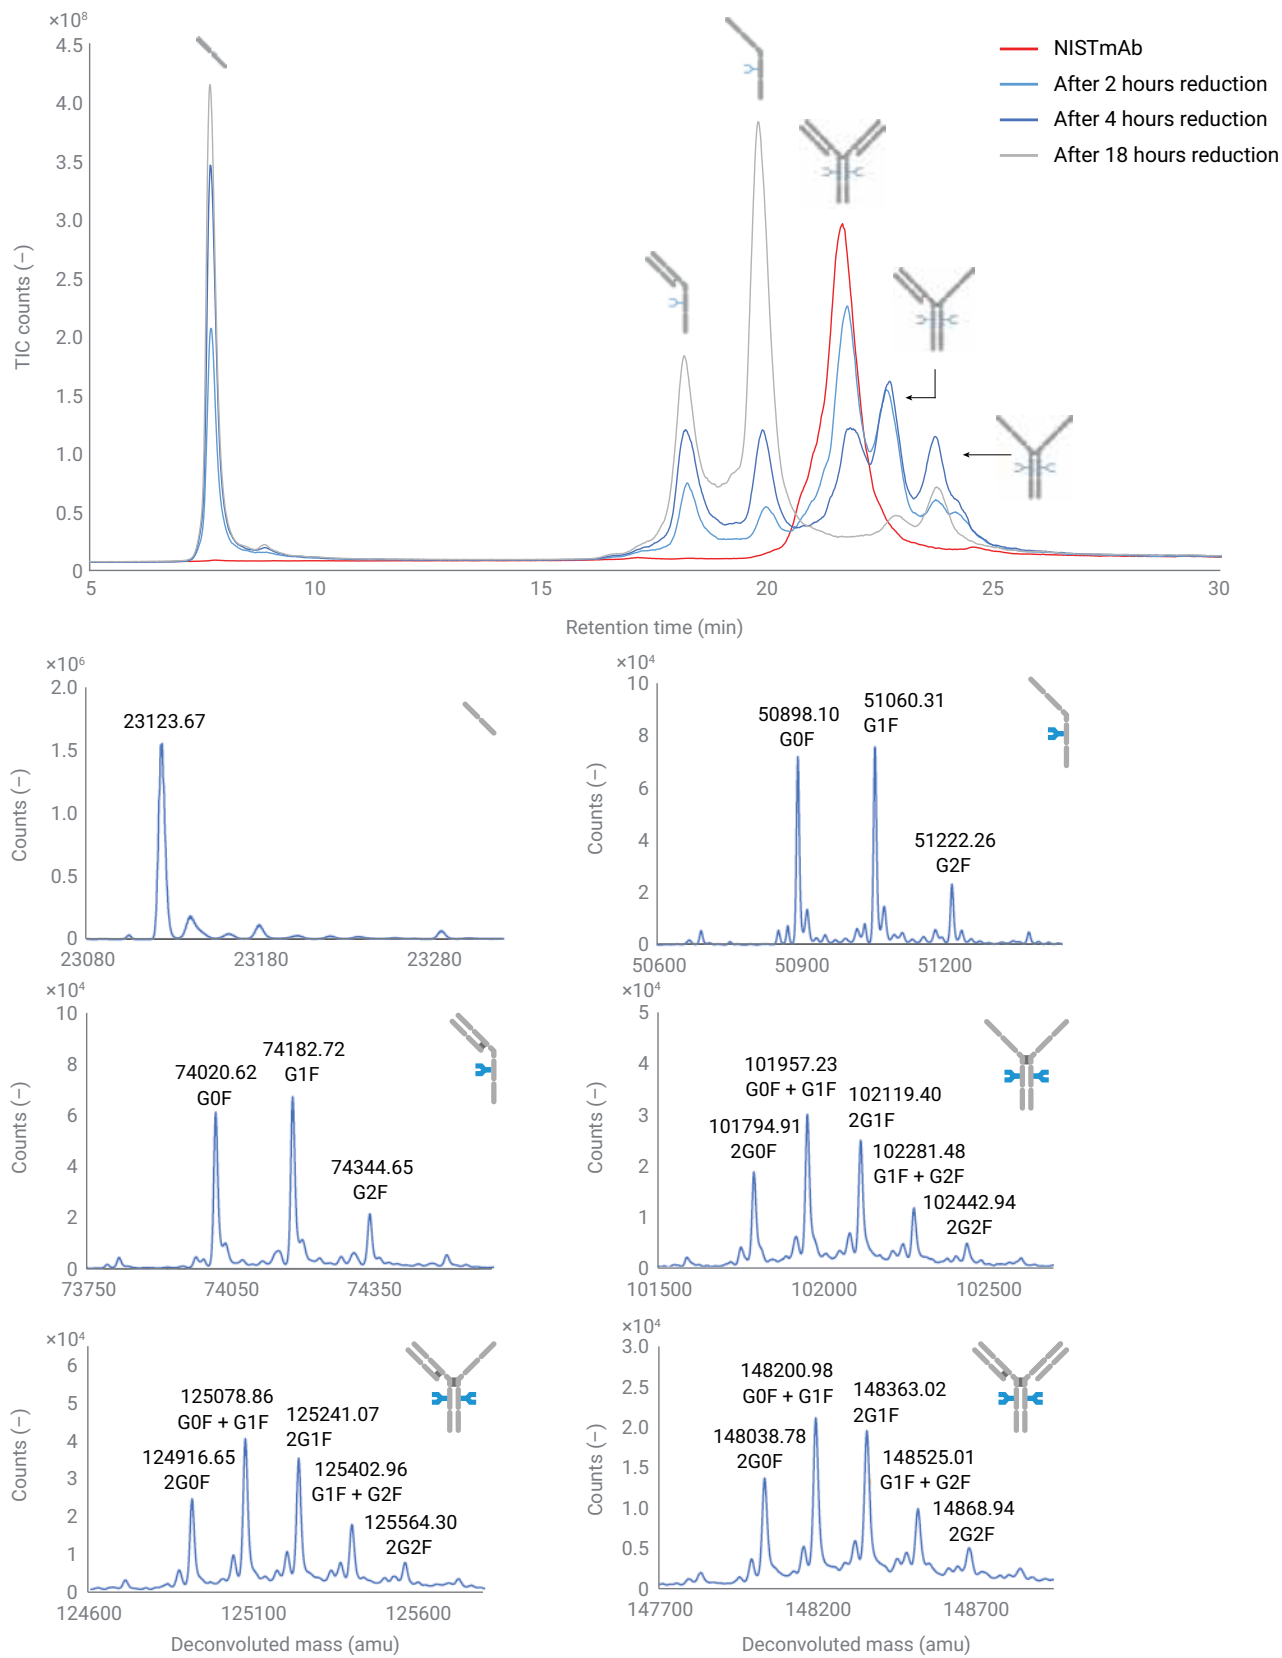 ×10⁸
4.5
4.0
3.5
3.0
2.5
2.0
1.5
1.0
0.5
0
TIC counts (–)
5
10
15
20
25
30
Retention time (min)
NISTmAb
After 2 hours reduction
After 4 hours reduction
After 18 hours reduction
×10⁶
2.0
1.5
1.0
0.5
0
Counts (–)
23123.67
23080
23180
23280
×10⁴
10
8
6
4
2
0
Counts (–)
50898.10
G0F
51060.31
G1F
51222.26
G2F
50600
50900
51200
×10⁴
10
8
6
4
2
0
Counts (–)
74020.62
G0F
74182.72
G1F
74344.65
G2F
73750
74050
74350
×10⁴
5
4
3
2
1
0
Counts (–)
101794.91
2G0F
101957.23
G0F + G1F
102119.40
2G1F
102281.48
G1F + G2F
102442.94
2G2F
101500
102000
102500
×10⁴
6
5
4
3
2
1
0
Counts (–)
124916.65
2G0F
125078.86
G0F + G1F
125241.07
2G1F
125402.96
G1F + G2F
125564.30
2G2F
124600
125100
125600
Deconvoluted mass (amu)
×10⁴
3.0
2.5
2.0
1.5
1.0
0.5
0
Counts (–)
148038.78
2G0F
148200.98
G0F + G1F
148363.02
2G1F
148525.01
G1F + G2F
14868.94
2G2F
147700
148200
148700
Deconvoluted mass (amu)